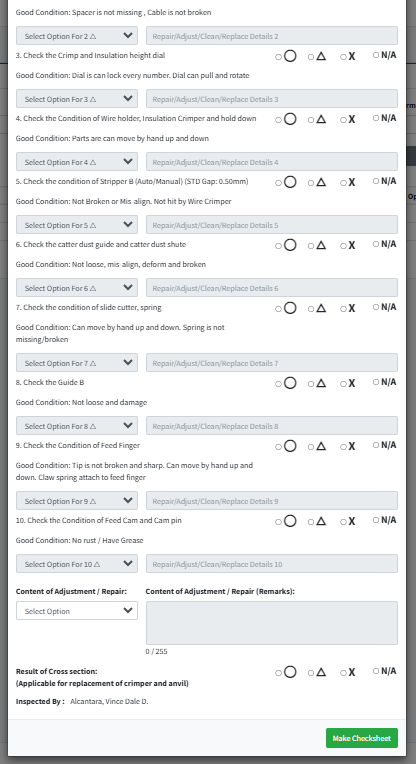 Good Condition: Spacer is not missing , Cable is not broken
Select Option For 2 △ Repair/Adjust/Clean/Replace Details 2
3. Check the Crimp and Insulation height dial ◯ △ X N/A
Good Condition: Dial is can lock every number. Dial can pull and rotate
Select Option For 3 △ Repair/Adjust/Clean/Replace Details 3
4. Check the Condition of Wire holder, Insulation Crimper and hold down ◯ △ X N/A
Good Condition: Parts are can move by hand up and down
Select Option For 4 △ Repair/Adjust/Clean/Replace Details 4
5. Check the condition of Stripper B (Auto/Manual) (STD Gap: 0.50mm) ◯ △ X N/A
Good Condition: Not Broken or Mis-align. Not hit by Wire Crimper
Select Option For 5 △ Repair/Adjust/Clean/Replace Details 5
6. Check the catter dust guide and catter dust shute ◯ △ X N/A
Good Condition: Not loose, mis-align, deform and broken
Select Option For 6 △ Repair/Adjust/Clean/Replace Details 6
7. Check the condition of slide cutter, spring ◯ △ X N/A
Good Condition: Can move by hand up and down. Spring is not
missing/broken
Select Option For 7 △ Repair/Adjust/Clean/Replace Details 7
8. Check the Guide B ◯ △ X N/A
Good Condition: Not loose and damage
Select Option For 8 △ Repair/Adjust/Clean/Replace Details 8
9. Check the Condition of Feed Finger ◯ △ X N/A
Good Condition: Tip is not broken and sharp. Can move by hand up and
down. Claw spring attach to feed finger
Select Option For 9 △ Repair/Adjust/Clean/Replace Details 9
10. Check the Condition of Feed Cam and Cam pin ◯ △ X N/A
Good Condition: No rust / Have Grease
Select Option For 10 △ Repair/Adjust/Clean/Replace Details 10
Content of Adjustment / Repair: Content of Adjustment / Repair (Remarks):
Select Option
0 / 255
Result of Cross section: ◯ △ X N/A
(Applicable for replacement of crimper and anvil)
Inspected By : Alcantara, Vince Dale D.
Make Checksheet